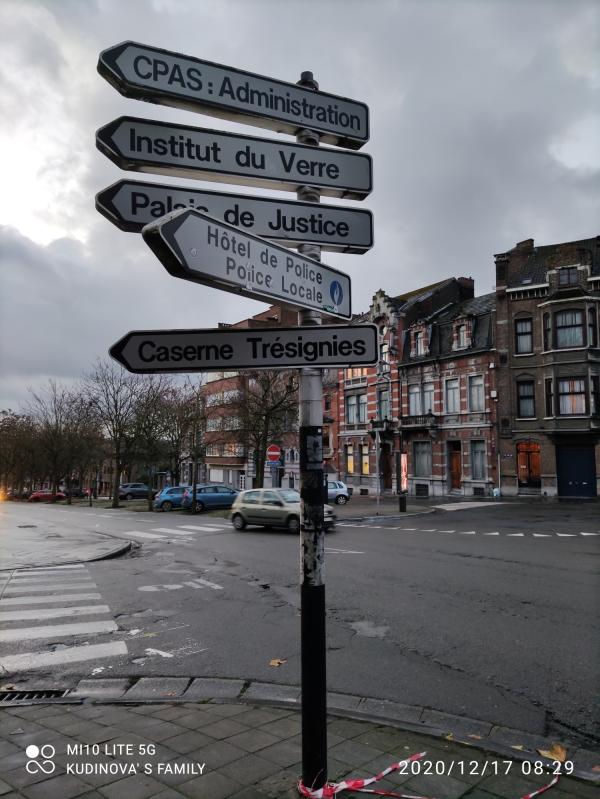 CPAS : Administration
Institut du Verre
Palais de Justice
Hôtel de Police
Police Locale
Caserne Trésignies
MI10 LITE 5G
KUDINOVA' S FAMILY
2020/12/17 08:29